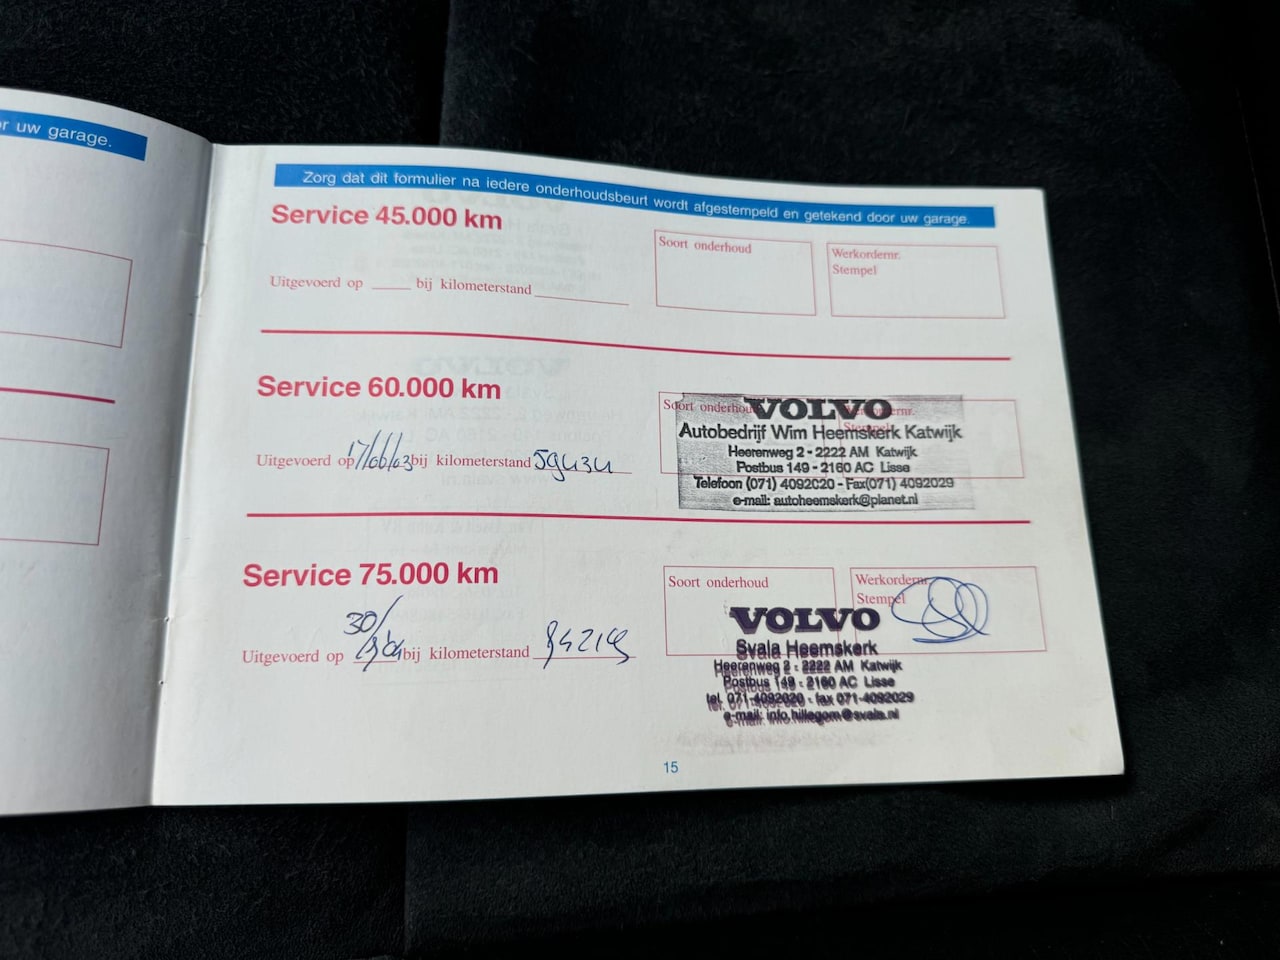 r uw garage.
Zorg dat dit formulier na iedere onderhoudsbeurt wordt afgestempeld en getekend door uw garage.
Service 45.000 km
Soort onderhoud
Werkordernr.
Stempel
Uitgevoerd op ____ bij kilometerstand
Service 60.000 km
Soort onderhoud
Werkordernr.
Stempel
VOLVO
Autobedrijf Wim Heemskerk Katwijk
Heerenweg 2 - 2222 AM Katwijk
Postbus 149 - 2160 AC Lisse
Telefoon (071) 4092020 - Fax(071) 4092029
e-mail: autoheemskerk@planet.nl
Uitgevoerd op 17/06/03 bij kilometerstand 59434
Service 75.000 km
Soort onderhoud
Werkordernr.
Stempel
VOLVO
Svala Heemskerk
Heerenweg 2 - 2222 AM Katwijk
Postbus 149 - 2160 AC Lisse
tel. 071-4092020 - fax 071-4092029
e-mail: info.hillegom@svala.nl
Uitgevoerd op 30/ bij kilometerstand
15